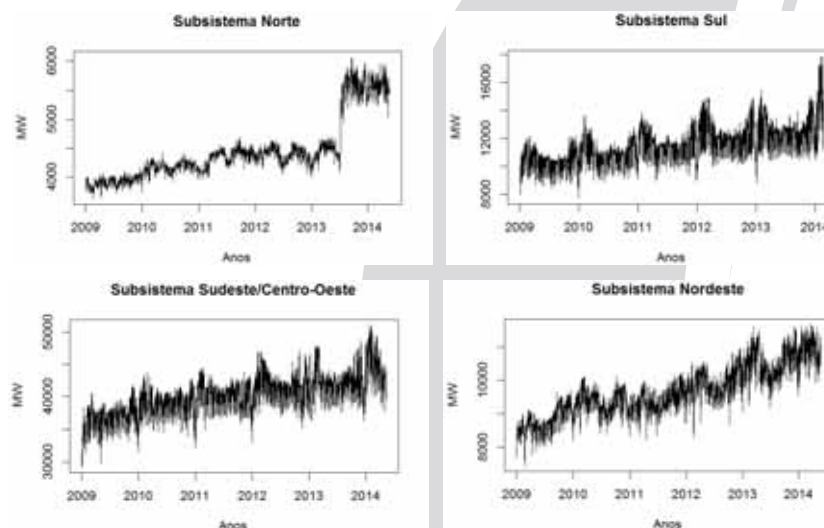 Subsistema Norte
MW
6000
5000
4000
2009 2010 2011 2012 2013 2014
Anos
Subsistema Sul
MW
16000
12000
8000
2009 2010 2011 2012 2013 2014
Anos
Subsistema Sudeste/Centro-Oeste
MW
50000
40000
30000
2009 2010 2011 2012 2013 2014
Anos
Subsistema Nordeste
MW
10000
8000
2009 2010 2011 2012 2013 2014
Anos